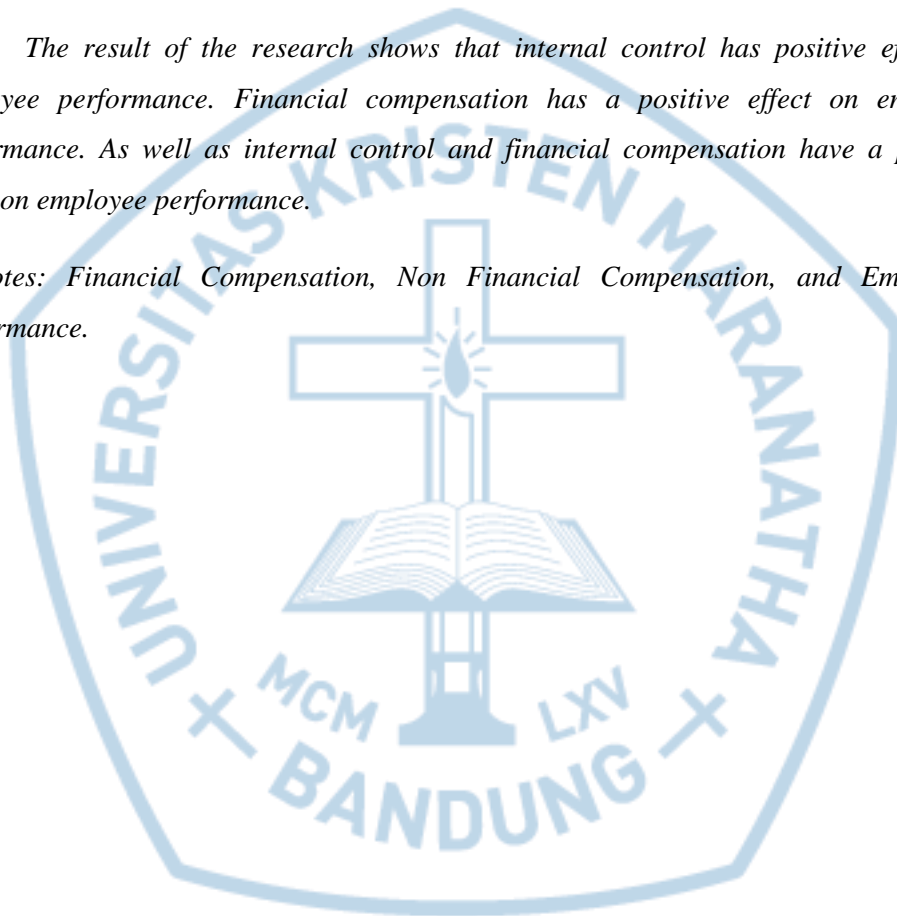 The result of the research shows that internal control has positive ef
yee performance. Financial compensation has a positive effect on em
rmance. As well as internal control and financial compensation have a p
on employee performance.
otes: Financial Compensation, Non Financial Compensation, and Em
rmance.
UNIVERSITAS KRISTEN MARANATHA
MCM LXV
BANDUNG